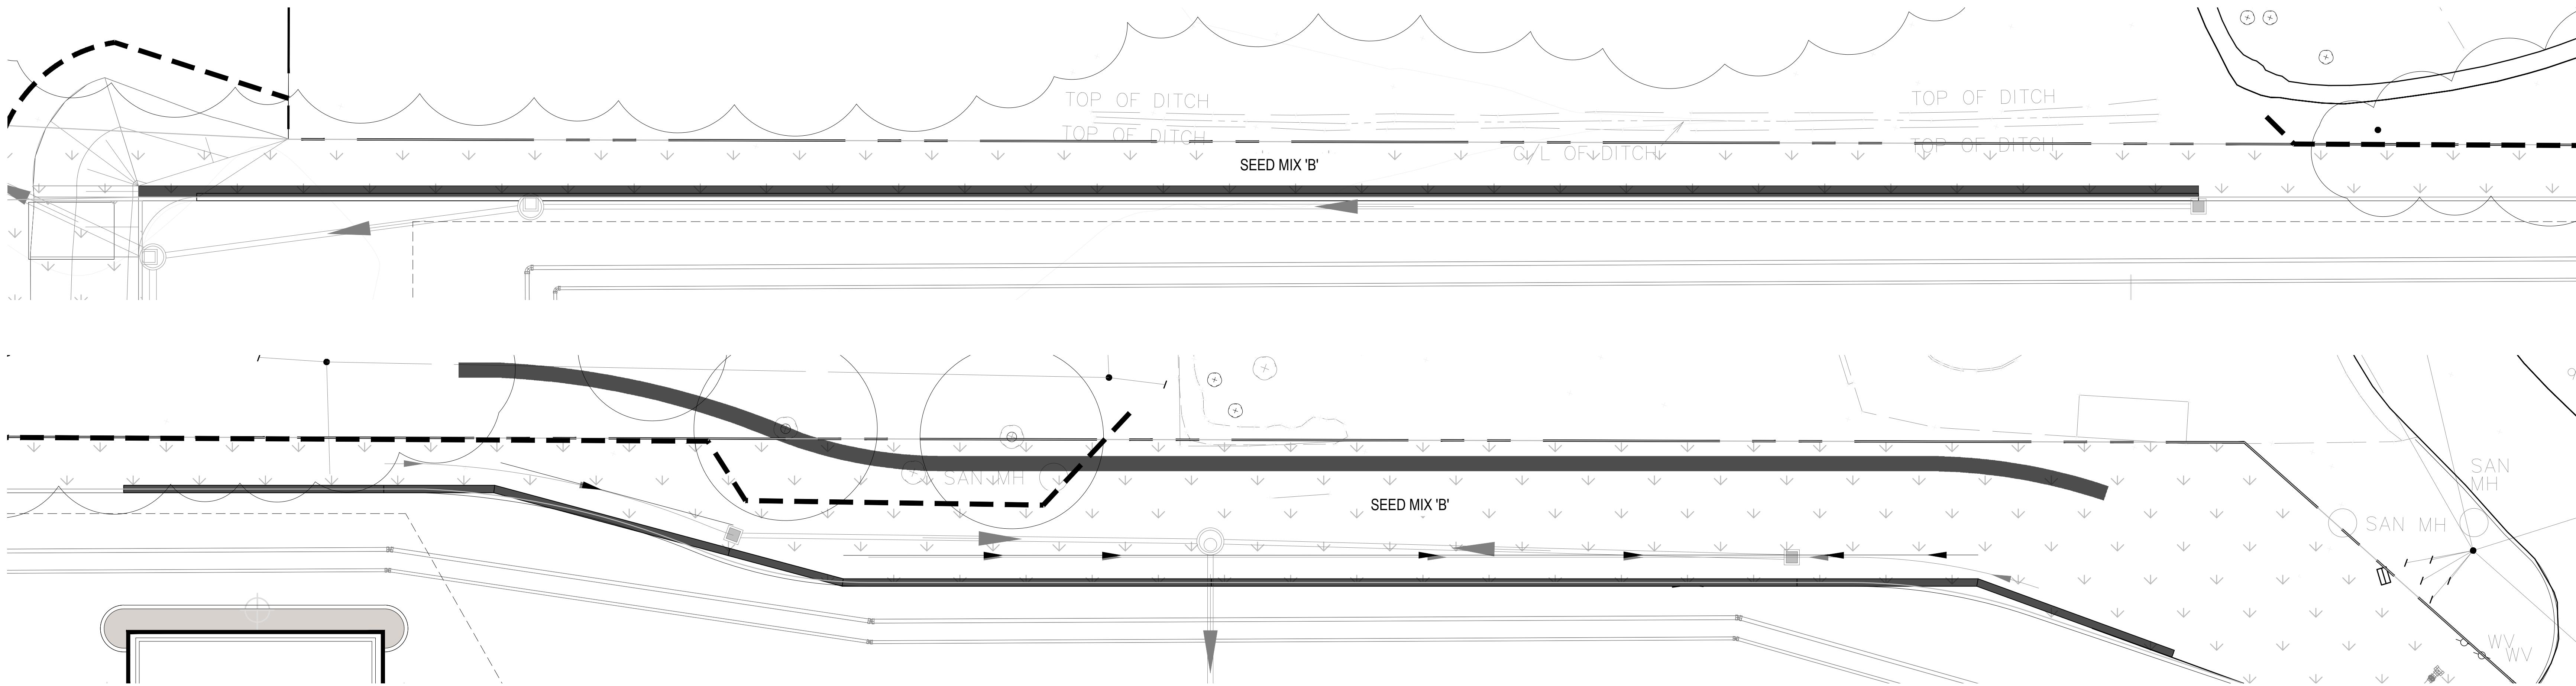 TOP OF DITCH
TOP OF DITCH
TOP OF DITCH
TOP OF DITCH
C/L OF DITCH
SEED MIX 'B'
SAN MH
SEED MIX 'B'
SAN
MH
SAN MH
WV
WV